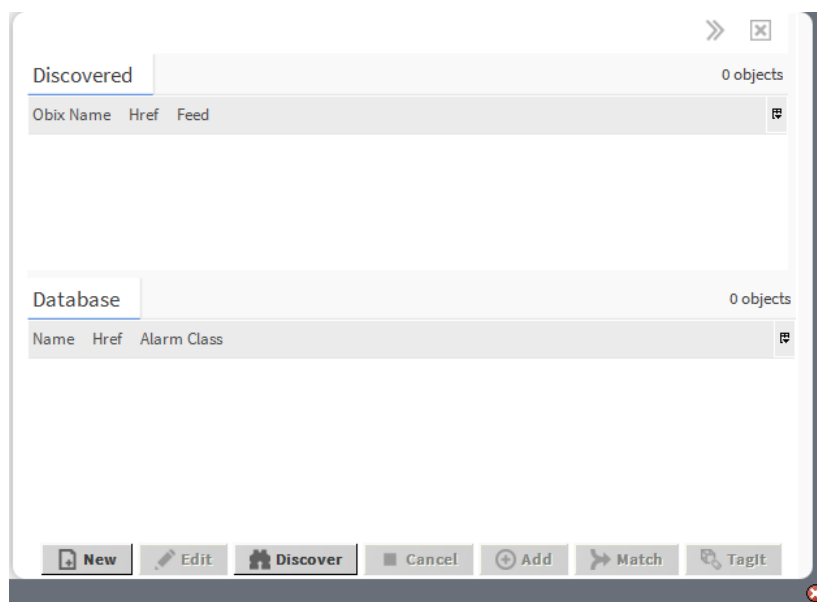 Discovered 0 objects
Obix Name Href Feed
Database 0 objects
Name Href Alarm Class
New Edit Discover Cancel Add Match TagIt